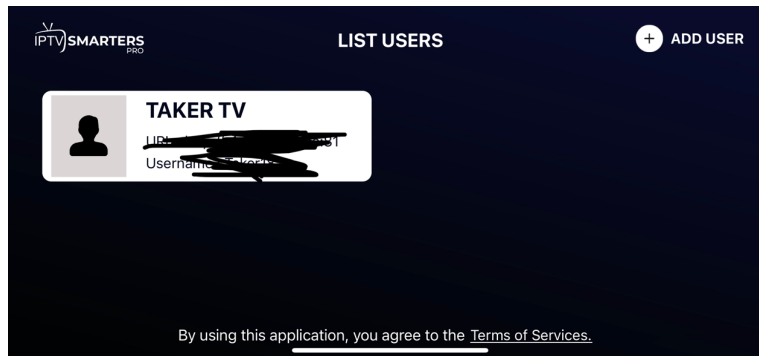 IPTV SMARTERS
PRO
LIST USERS
+ ADD USER
TAKER TV
Username
By using this application, you agree to the Terms of Services.